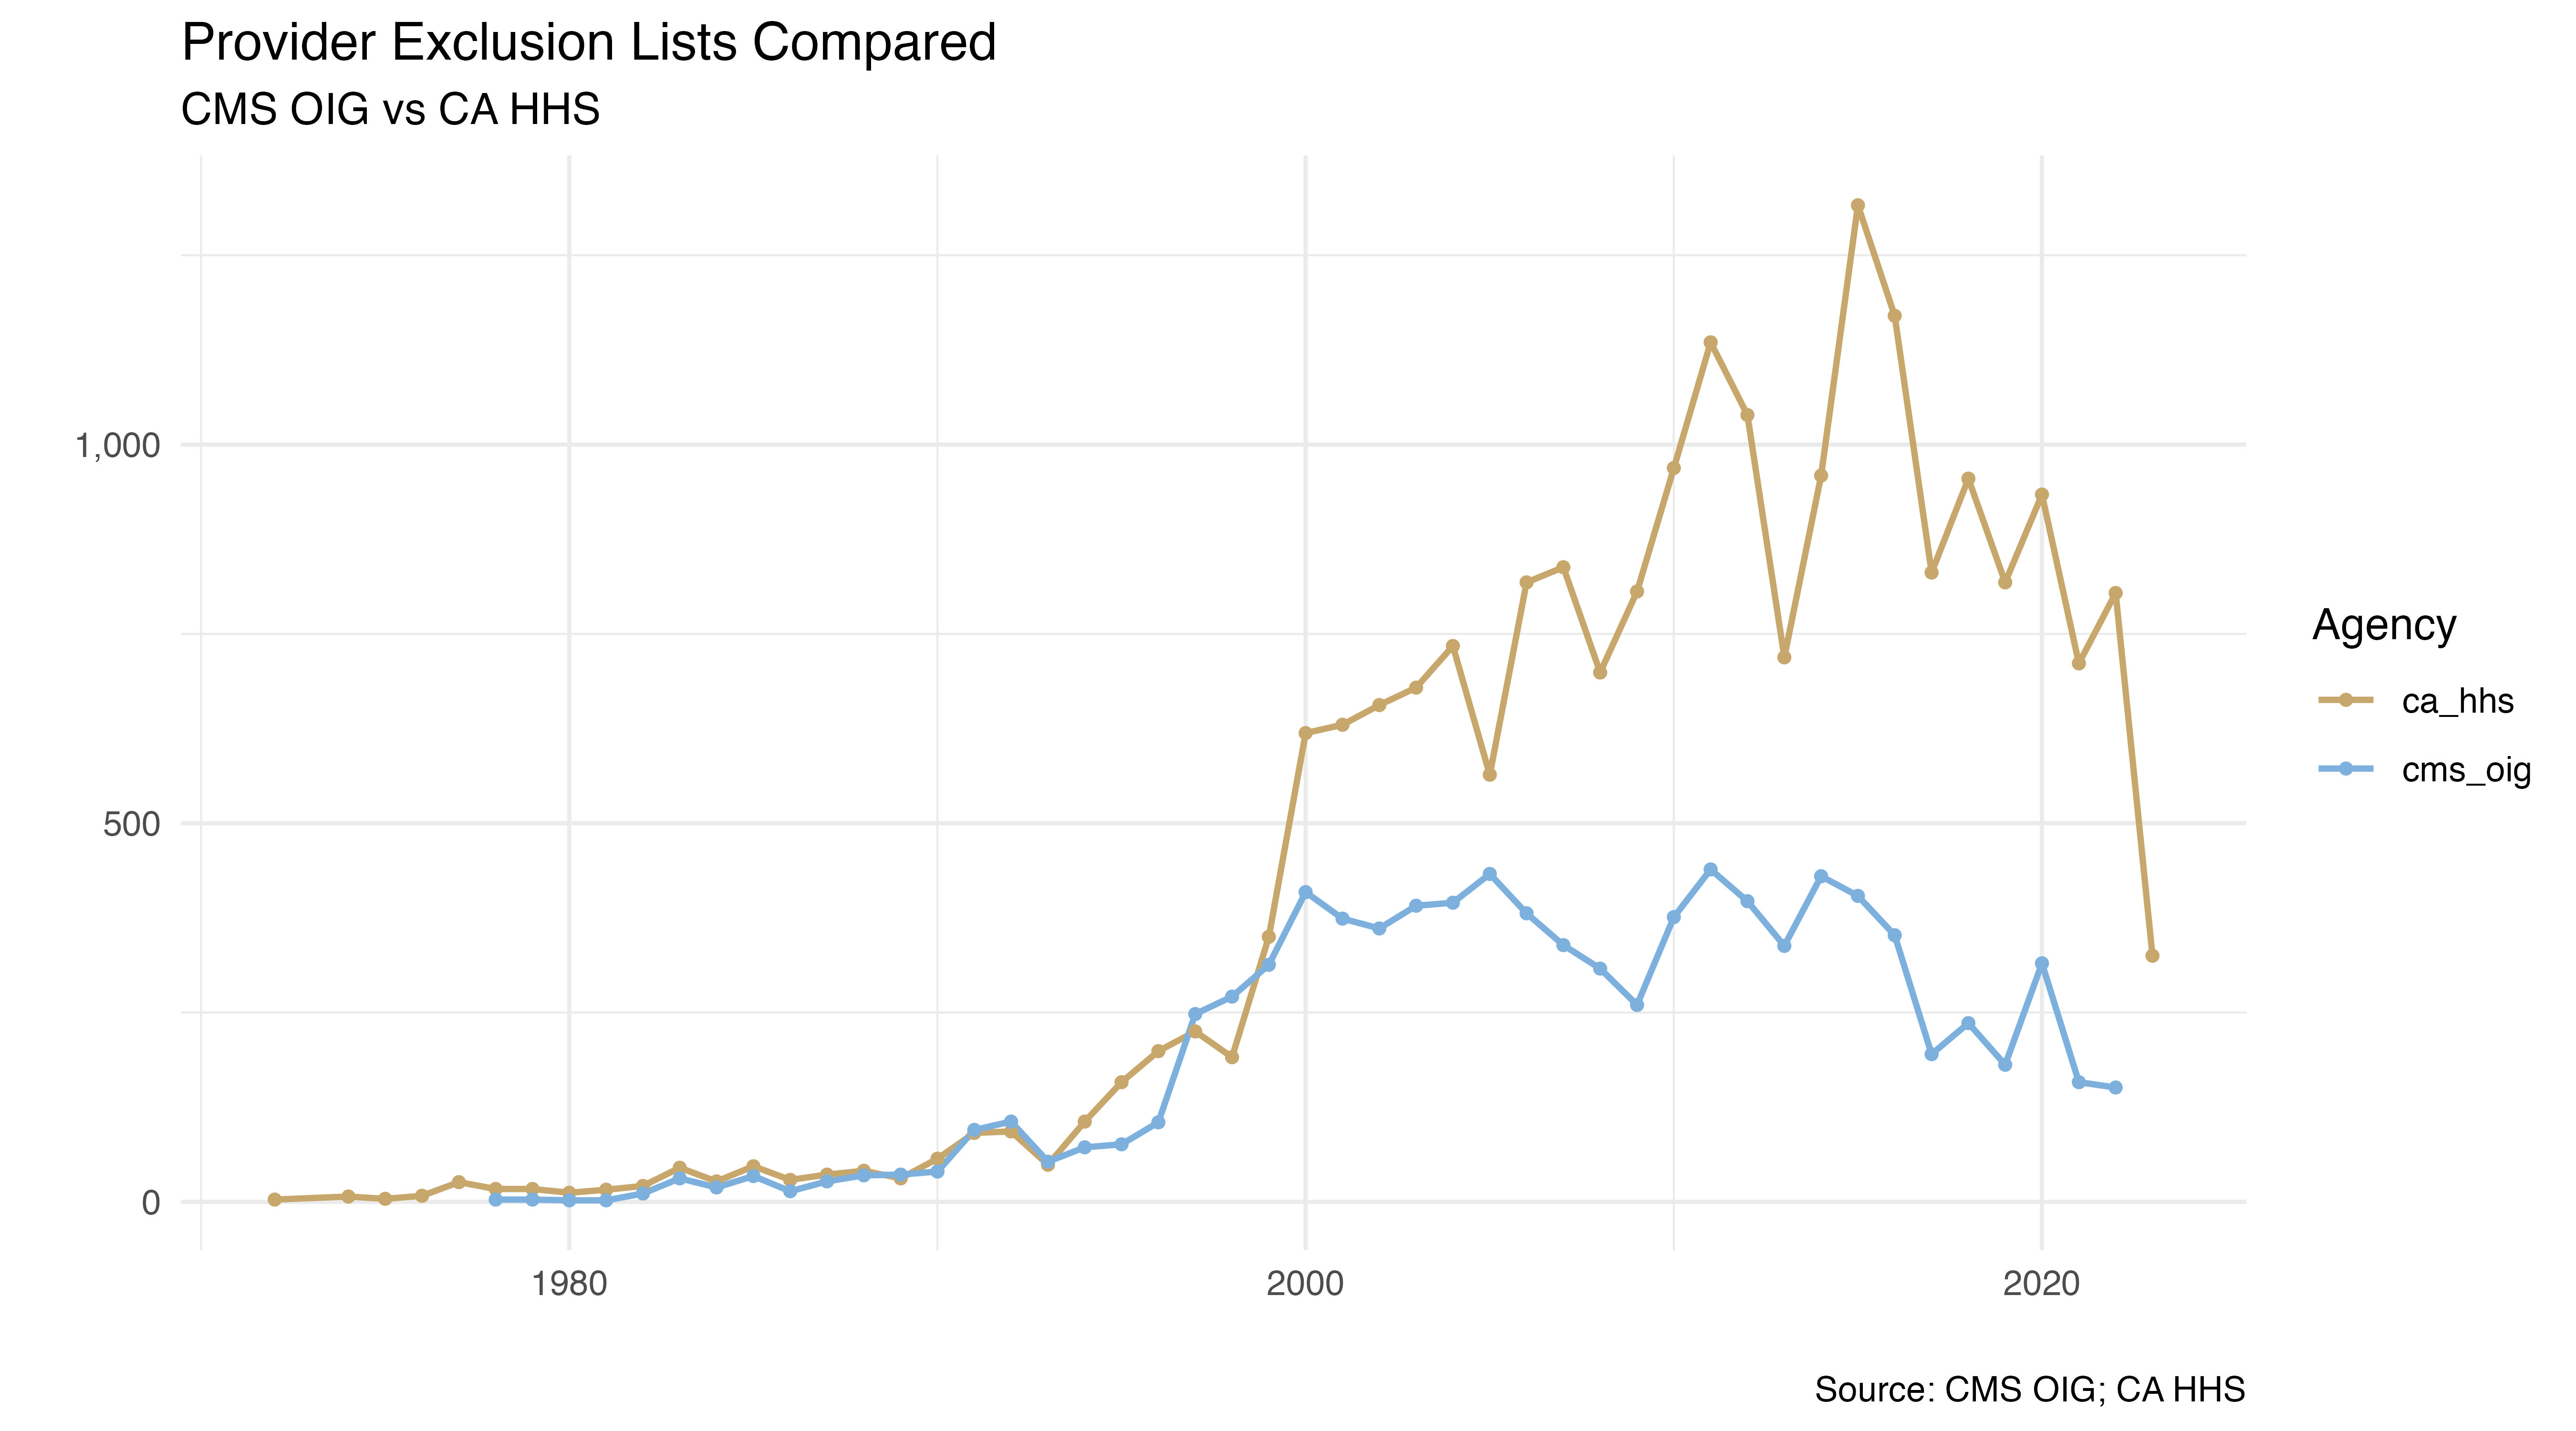 Provider Exclusion Lists Compared
CMS OIG vs CA HHS
1,000
500
0
1980
2000
2020
Agency
ca_hhs
cms_oig
Source: CMS OIG; CA HHS